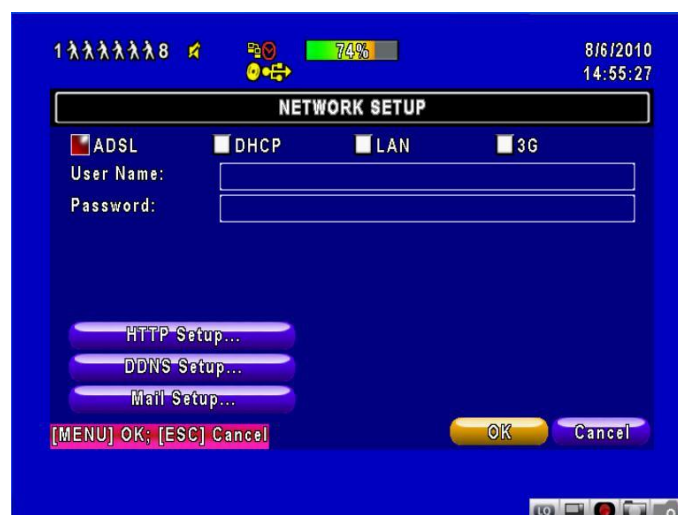 1 8 74% 8/6/2010
14:55:27
NETWORK SETUP
ADSL DHCP LAN 3G
User Name:
Password:
HTTP Setup...
DDNS Setup...
Mail Setup...
[MENU] OK; [ESC] Cancel OK Cancel
LO